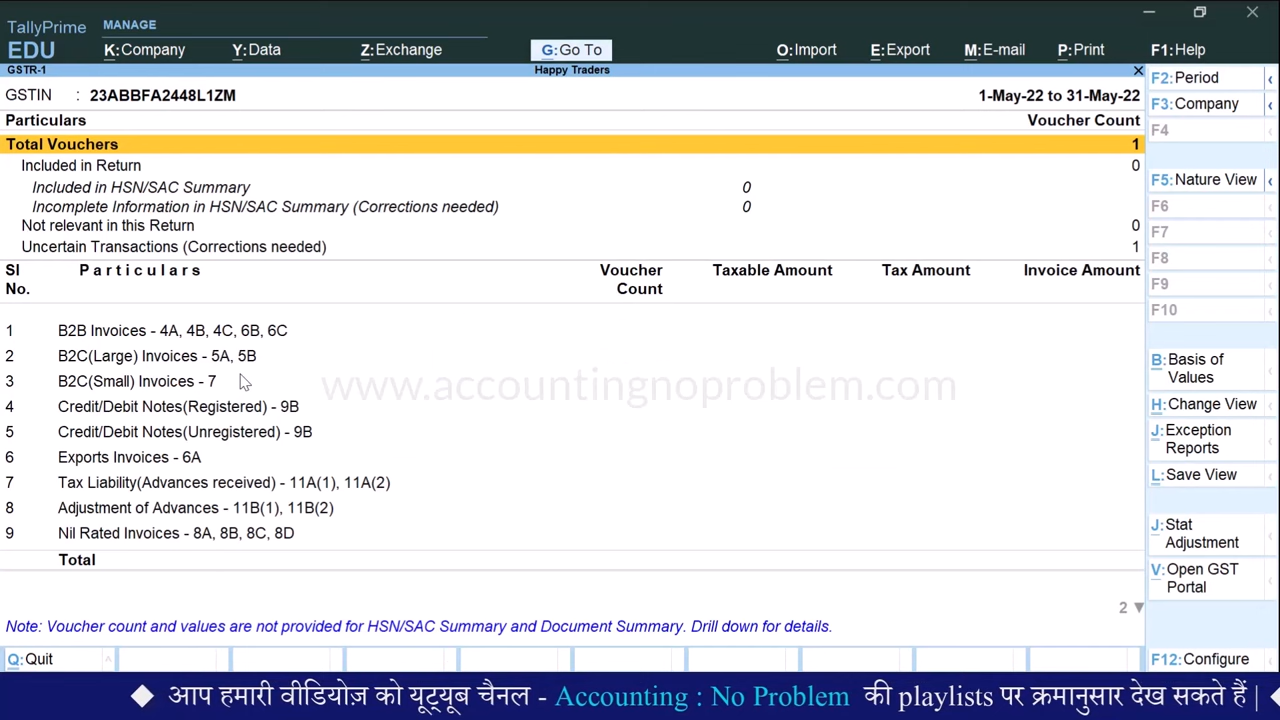 TallyPrime MANAGE
EDU K:Company Y:Data Z:Exchange G:Go To O:Import E:Export M:E-mail P:Print F1:Help
GSTR-1 Happy Traders
GSTIN : 23ABBFA2448L1ZM 1-May-22 to 31-May-22
Particulars Voucher Count
Total Vouchers 1
Included in Return 0
Included in HSN/SAC Summary 0
Incomplete Information in HSN/SAC Summary (Corrections needed) 0
Not relevant in this Return 0
Uncertain Transactions (Corrections needed) 1
Sl No. Particulars Voucher Count Taxable Amount Tax Amount Invoice Amount
1 B2B Invoices - 4A, 4B, 4C, 6B, 6C
2 B2C(Large) Invoices - 5A, 5B
3 B2C(Small) Invoices - 7
www.accountingnoproblem.com
4 Credit/Debit Notes(Registered) - 9B
5 Credit/Debit Notes(Unregistered) - 9B
6 Exports Invoices - 6A
7 Tax Liability(Advances received) - 11A(1), 11A(2)
8 Adjustment of Advances - 11B(1), 11B(2)
9 Nil Rated Invoices - 8A, 8B, 8C, 8D
Total
2
Note: Voucher count and values are not provided for HSN/SAC Summary and Document Summary. Drill down for details.
Q:Quit
F2:Period
F3:Company
F4
F5:Nature View
F6
F7
F8
F9
F10
B:Basis of
Values
H:Change View
J:Exception
Reports
L:Save View
J:Stat
Adjustment
V:Open GST
Portal
F12:Configure
आप हमारी वीडियोज़ को यूट्यूब चैनल - Accounting : No Problem की playlists पर क्रमानुसार देख सकते हैं |